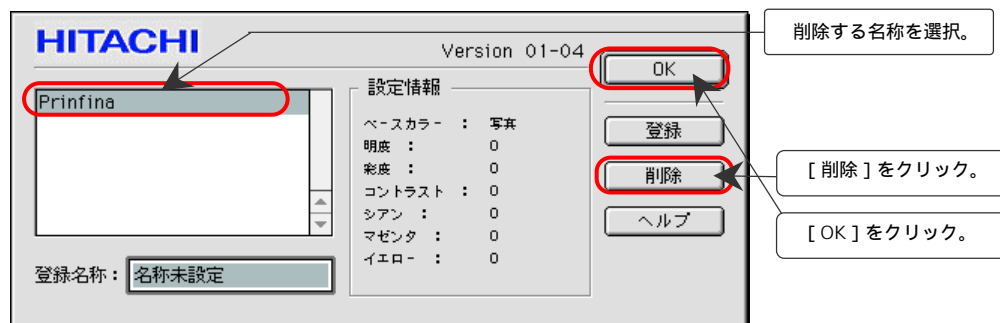 HITACHI
Version 01-04
削除する名称を選択。
OK
Prinfina
設定情報
ベースカラー : 写真
明度 : 0
彩度 : 0
コントラスト : 0
シアン : 0
マゼンタ : 0
イエロー : 0
登録
削除
[ 削除 ] をクリック。
ヘルプ
[ OK ] をクリック。
登録名称: 名称未設定